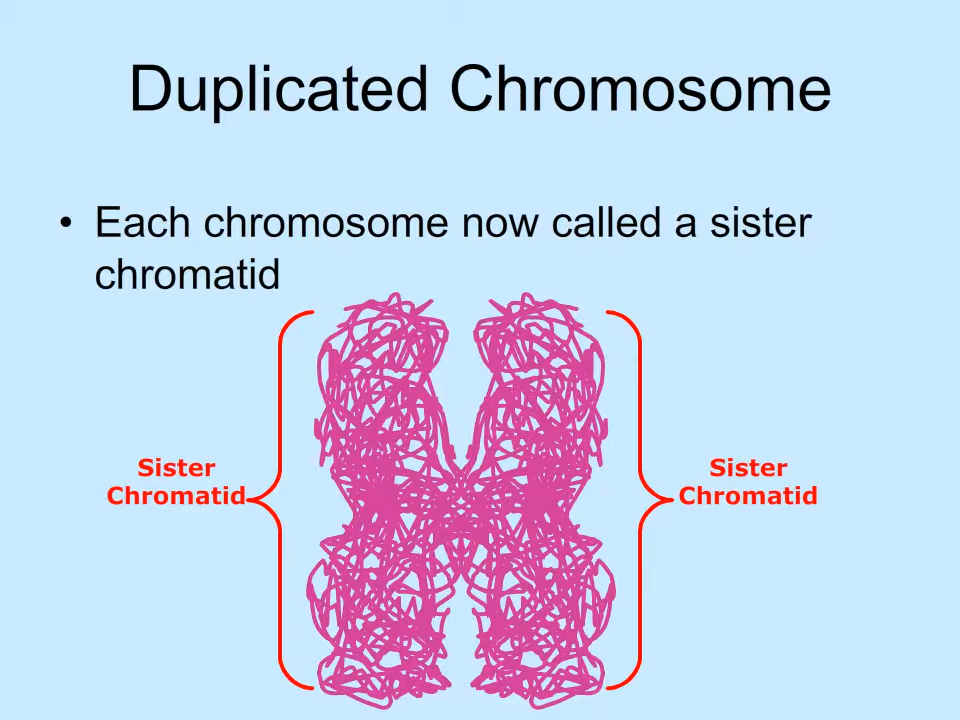 Duplicated Chromosome
• Each chromosome now called a sister
chromatid
Sister
Chromatid
Sister
Chromatid